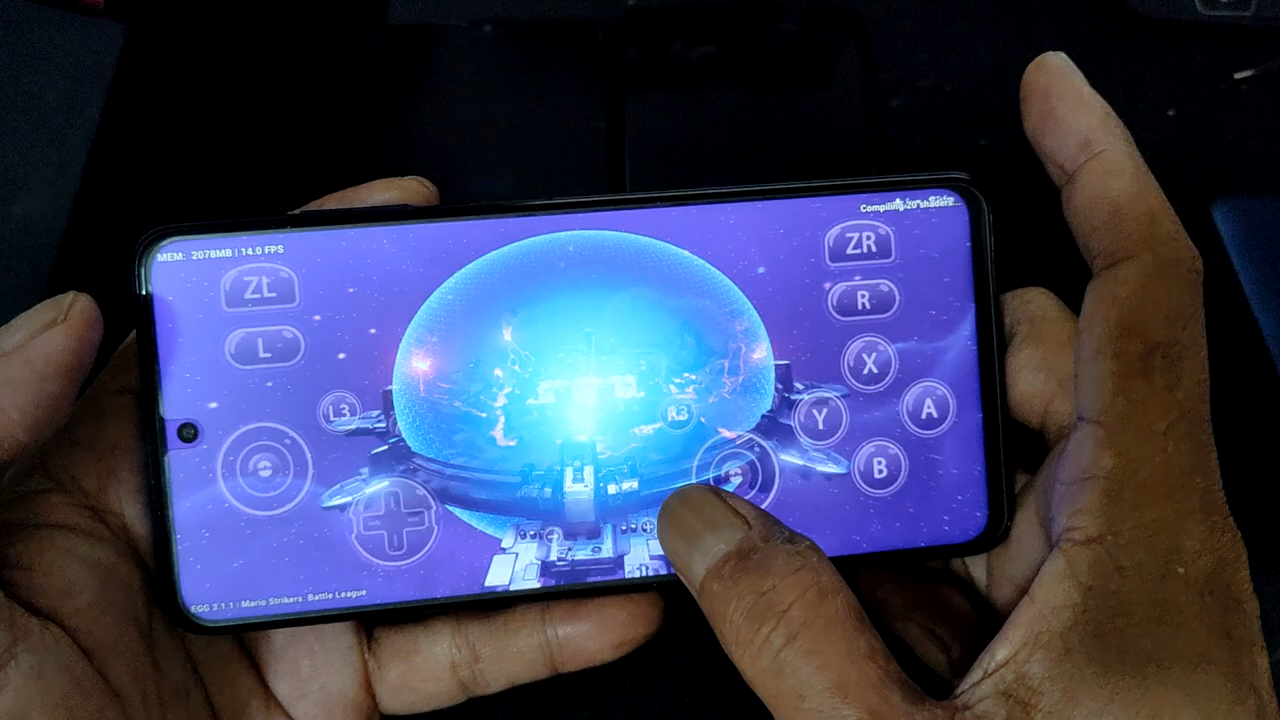 MEM: 2078MB | 14.0 FPS
Compiling 20 shaders...
ZL
ZR
L
R
X
L3
R3
Y
A
B
EGG 3.1.1 | Mario Strikers: Battle League